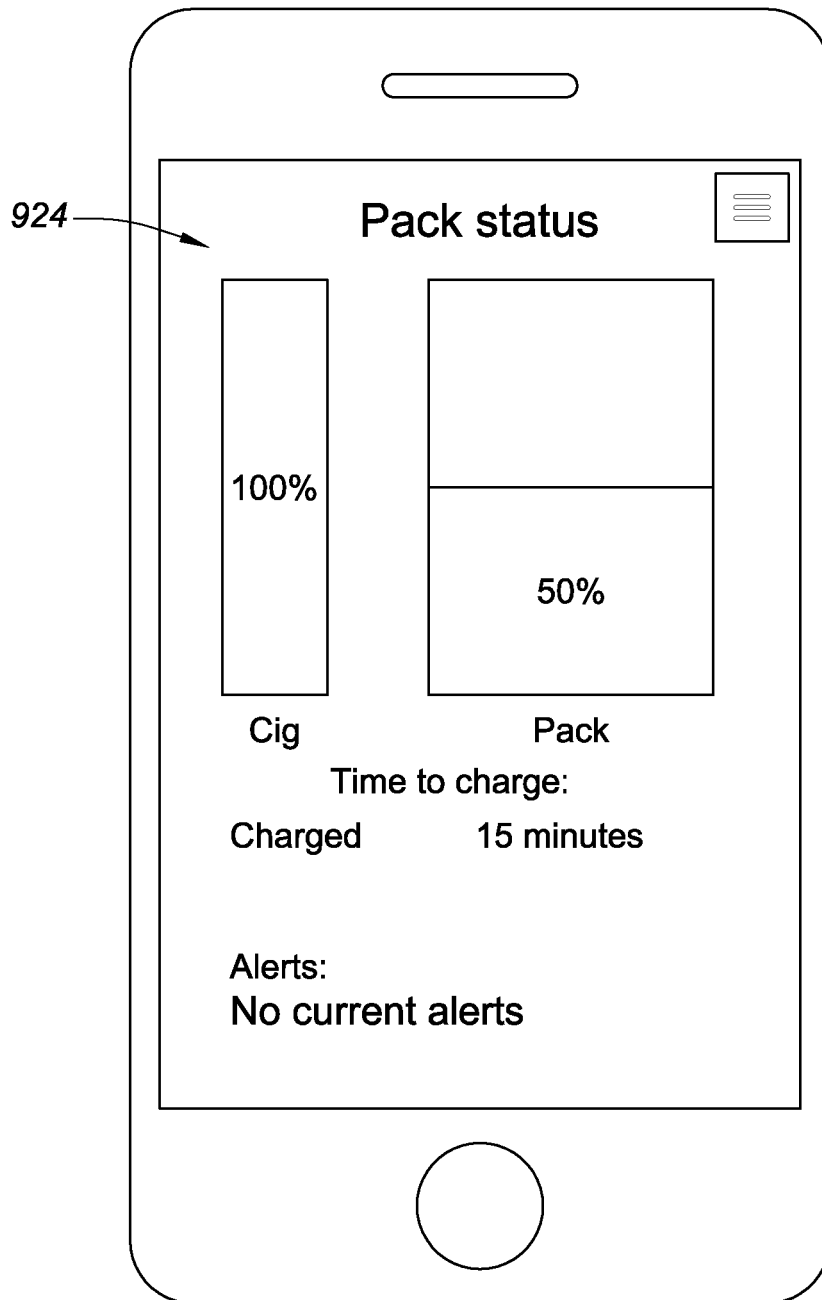 924
Pack status
100%
50%
Cig Pack
Time to charge:
Charged 15 minutes
Alerts:
No current alerts